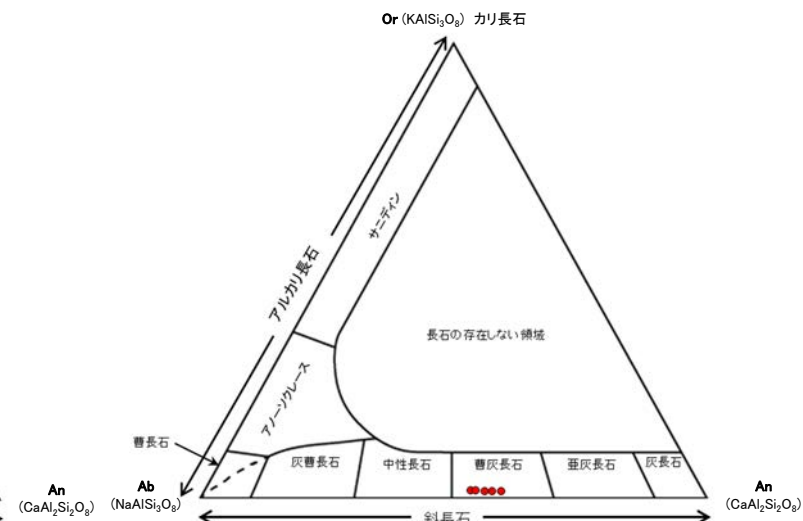 Or (KAlSi₃O₈) カリ長石
サニディン
アルカリ長石
長石の存在しない領域
アノーソクレース
曹長石
灰曹長石
中性長石
曹灰長石
亜灰長石
灰長石
An
(CaAl₂Si₂O₈)
Ab
(NaAlSi₃O₈)
An
(CaAl₂Si₂O₈)
斜長石